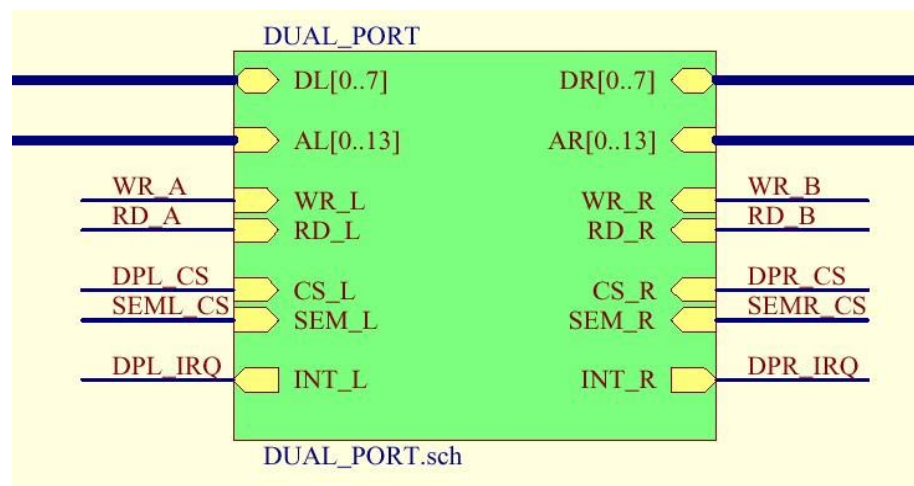 DUAL_PORT
DL[0..7] DR[0..7]
AL[0..13] AR[0..13]
WR_A WR_L WR_R WR_B
RD_A RD_L RD_R RD_B
DPL_CS CS_L CS_R DPR_CS
SEML_CS SEM_L SEM_R SEMR_CS
DPL_IRQ INT_L INT_R DPR_IRQ
DUAL_PORT.sch